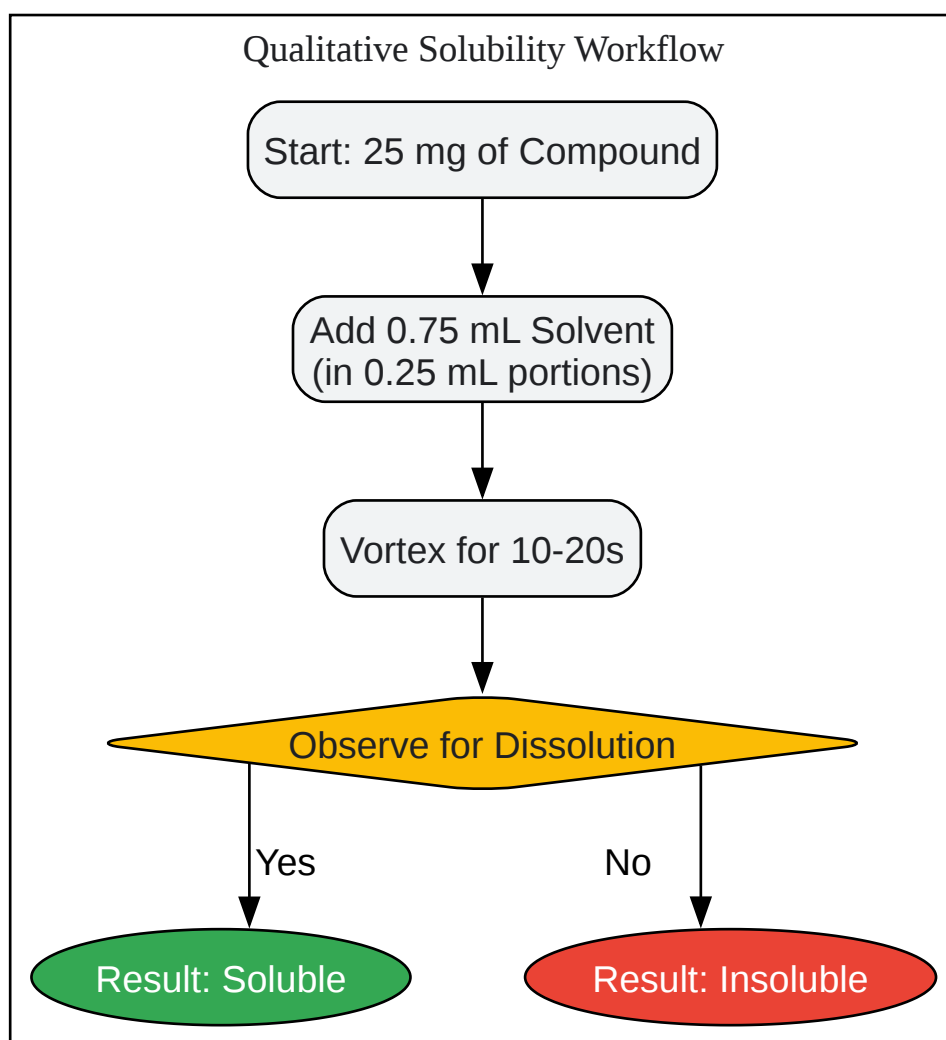 Qualitative Solubility Workflow
Start: 25 mg of Compound
Add 0.75 mL Solvent
(in 0.25 mL portions)
Vortex for 10-20s
Observe for Dissolution
Yes
No
Result: Soluble
Result: Insoluble